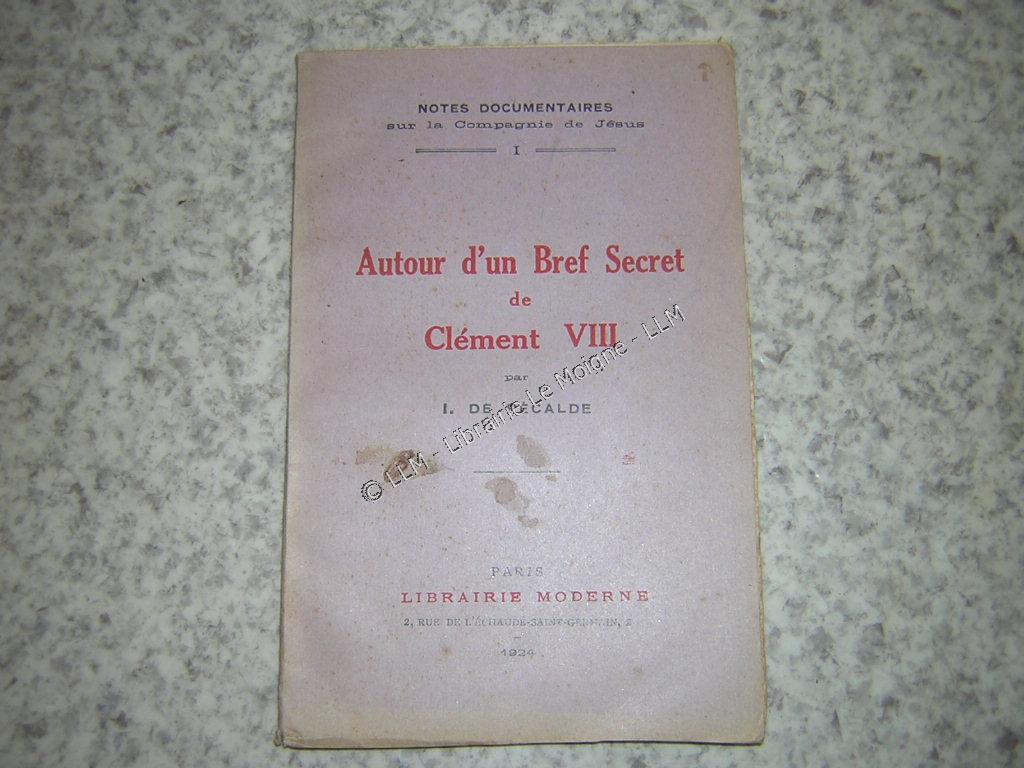 NOTES DOCUMENTAIRES
sur la Compagnie de Jésus
I
Autour d'un Bref Secret
de
Clément VIII
par
I. DE RÉCALDE
© LLM - Librairie Le Moigne - LLM
PARIS
LIBRAIRIE MODERNE
2, RUE DE L'ÉCHAUDÉ-SAINT-GERMAIN, 2
1924